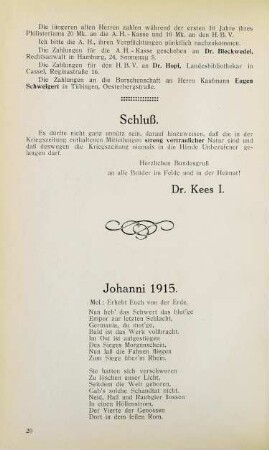 Die jüngeren alten Herren zahlen während der ersten 10 Jahre ihres
Philisteriums 20 Mk. an die A. H.-Kasse und 10 Mk. an den H. B. V.
Ich bitte die A. H., ihren Verpflichtungen pünktlich nachzukommen.
Die Zahlungen für die A. H.-Kasse geschehen an Dr. Bleckwedel,
Rechtsanwalt in Hamburg, 24, Sonnenau 5.
Die Zahlungen für den H. B. V. an Dr. Hopf, Landesbibliothekar in
Cassel, Reginastraße 16.
Die Zahlungen an die Burschenschaft an Herrn Kaufmann Eugen
Schweigert in Tübingen, Oesterbergstraße.
Schluß.
Es dürfte nicht ganz unnütz sein, darauf hinzuweisen, daß die in der
Kriegszeitung enthaltenen Mitteilungen streng vertraulicher Natur sind und
daß deswegen die Kriegszeitung niemals in die Hände Unberufener ge-
langen darf.
Herzlichen Bundesgruß
an alle Brüder im Felde und in der Heimat!
Dr. Kees I.
Johanni 1915.
Mel.: Erhebt Euch von der Erde.
Nun heb' das Schwert das blut'ge
Empor zur letzten Schlacht,
Germania, du mut'ge,
Bald ist das Werk vollbracht.
Im Ost ist aufgestiegen
Des Sieges Morgenschein,
Nun laß die Fahnen fliegen
Zum Siege über'm Rhein.
Sie hatten sich verschworen
Zu löschen unser Licht,
Seitdem die Welt geboren,
Gab's solche Schandtat nicht.
Neid, Haß und Raubgier
In einem Höllenstrom,
Der Vierte der Genossen
Dort in dem feilen Rom.
20